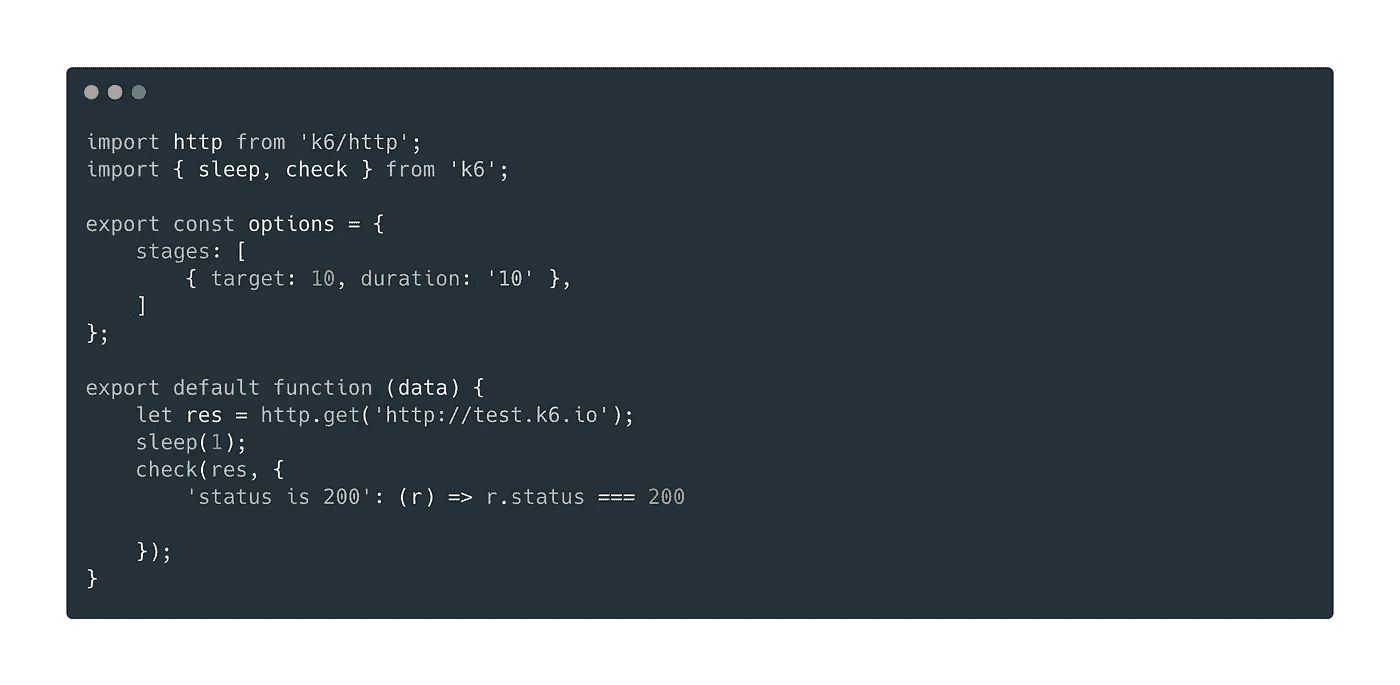 import http from 'k6/http';
import { sleep, check } from 'k6';

export const options = {
    stages: [
        { target: 10, duration: '10' },
    ]
};

export default function (data) {
    let res = http.get('http://test.k6.io');
    sleep(1);
    check(res, {
        'status is 200': (r) => r.status === 200

    });
}